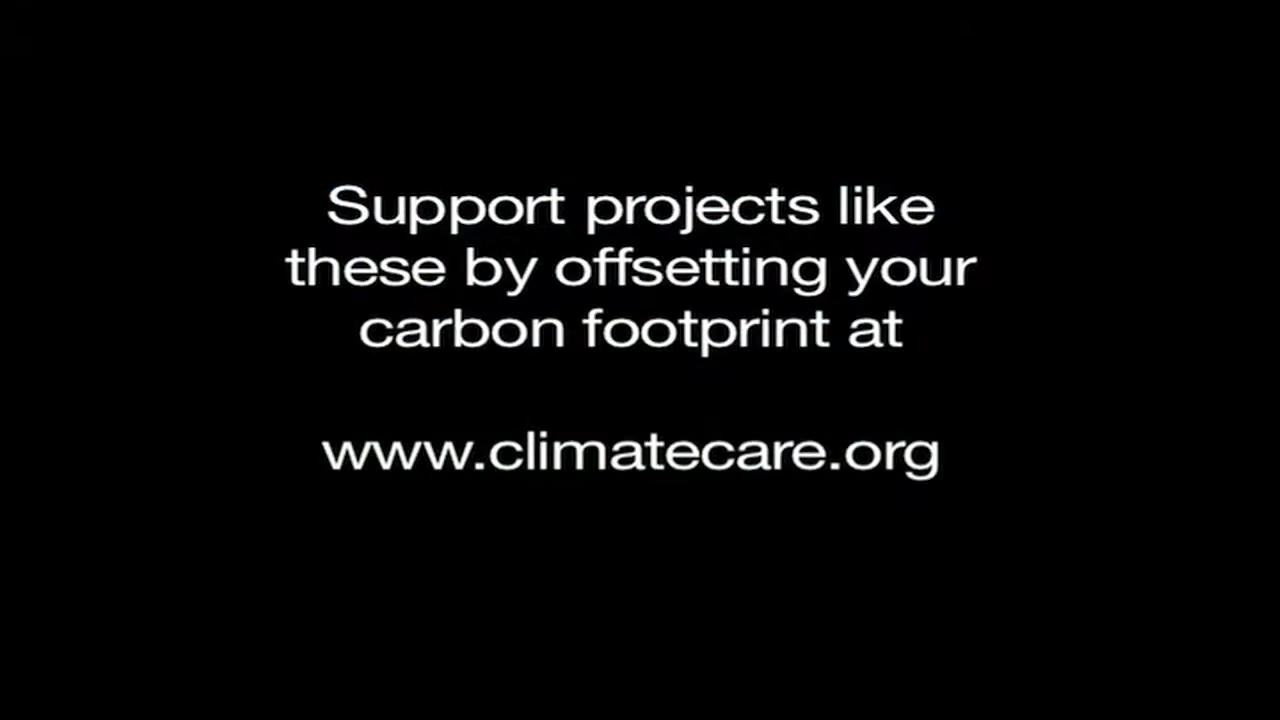 Support projects like
these by offsetting your
carbon footprint at
www.climatecare.org